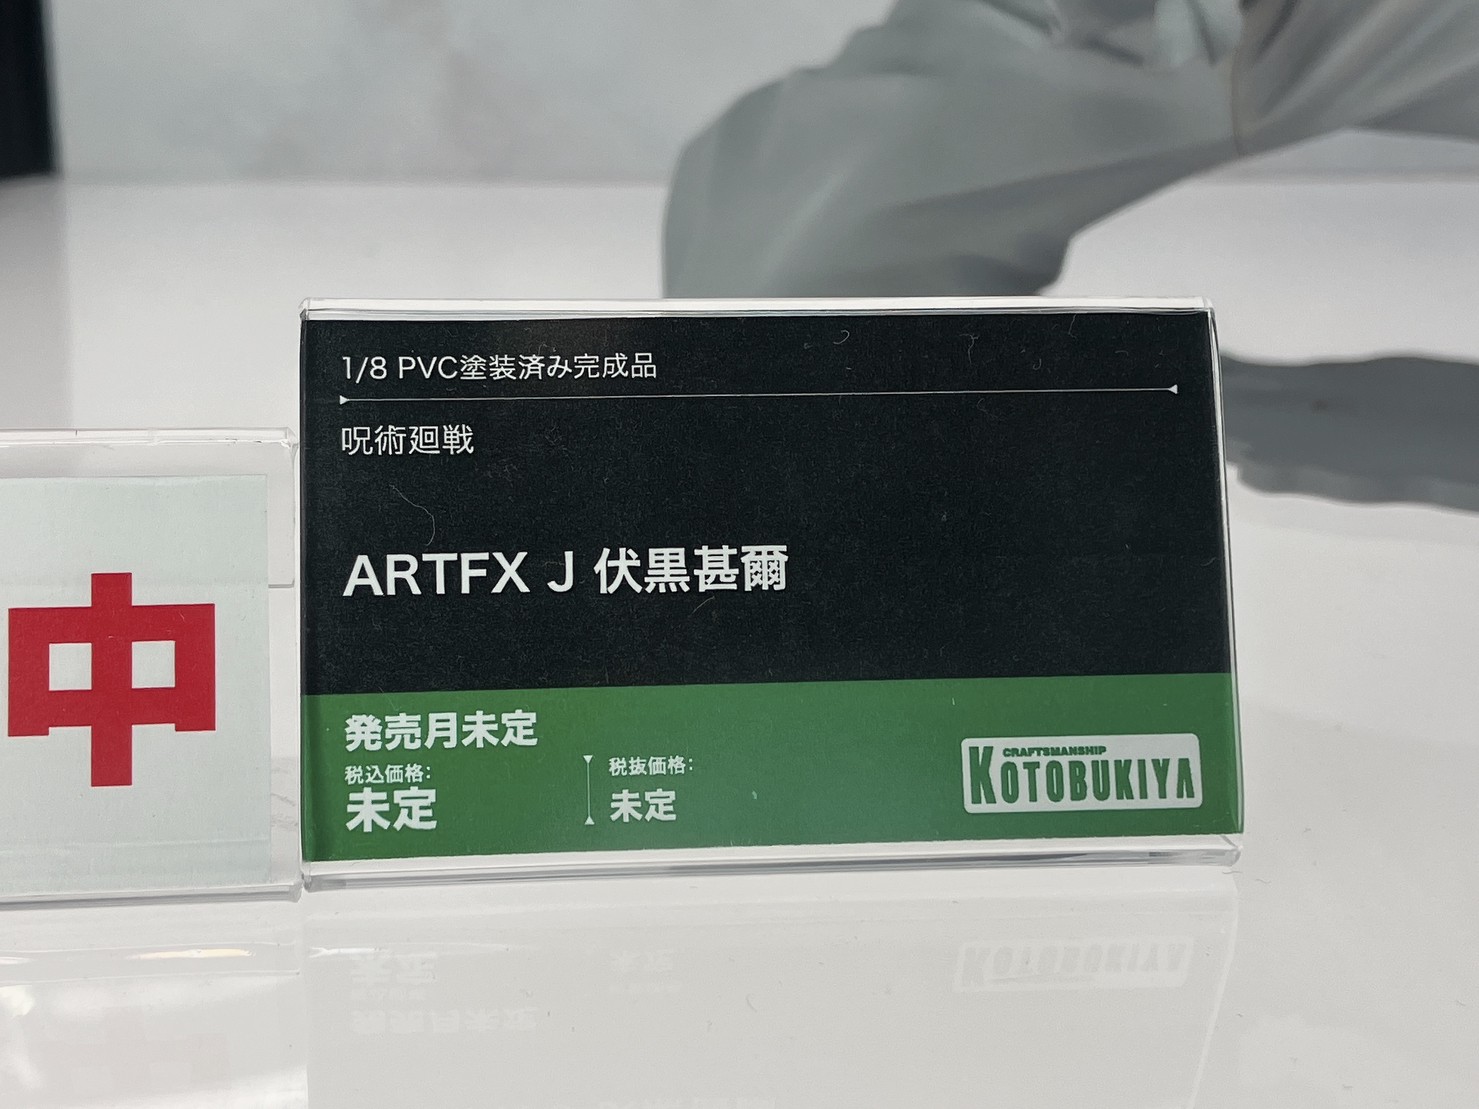 1/8 PVC塗装済み完成品
呪術廻戦
ARTFX J 伏黒甚爾
発売月未定
税込価格:
未定
税抜価格:
未定
CRAFTSMANSHIP
KOTOBUKIYA
中